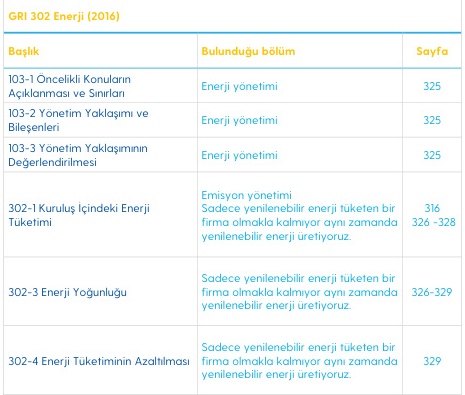 GRI 302 Enerji (2016)
Başlık Bulunduğu bölüm Sayfa
103-1 Öncelikli Konuların
Açıklanması ve Sınırları
Enerji yönetimi
325
103-2 Yönetim Yaklaşımı ve
Bileşenleri
Enerji yönetimi
325
103-3 Yönetim Yaklaşımının
Değerlendirilmesi
Enerji yönetimi
325
302-1 Kuruluş İçindeki Enerji
Tüketimi
Emisyon yönetimi
Sadece yenilenebilir enerji tüketen bir
firma olmakla kalmıyor aynı zamanda
yenilenebilir enerji üretiyoruz.
316
326 -328
302-3 Enerji Yoğunluğu
Sadece yenilenebilir enerji tüketen bir
firma olmakla kalmıyor aynı zamanda
yenilenebilir enerji üretiyoruz.
326-329
302-4 Enerji Tüketiminin Azaltılması
Sadece yenilenebilir enerji tüketen bir
firma olmakla kalmıyor aynı zamanda
yenilenebilir enerji üretiyoruz.
329